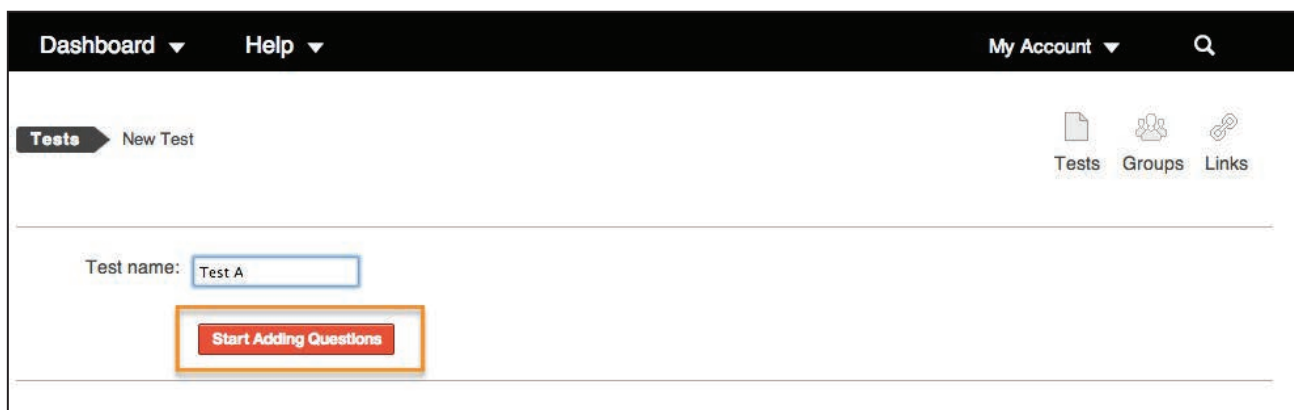 Dashboard Help My Account
Tests New Test
Tests Groups Links
Test name: Test A
Start Adding Questions